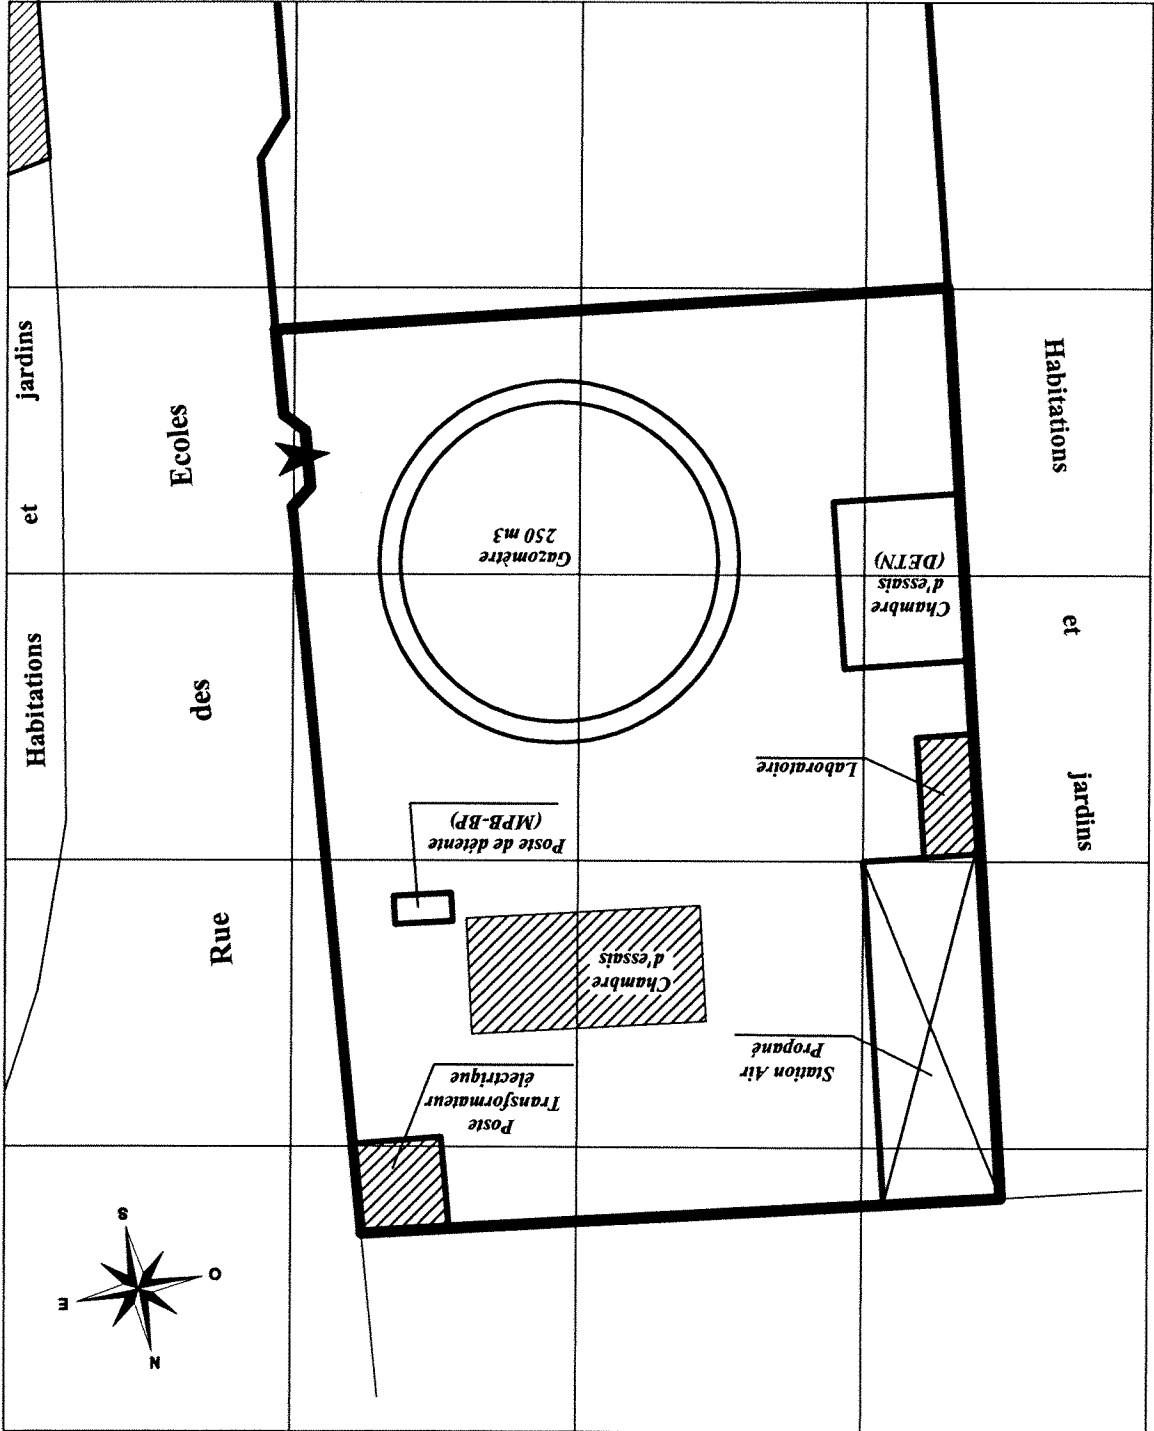 Habitations
et
jardins
Rue
des
Ecoles
Habitations
et
jardins
Gazomètre
250 m3
Chambre
d'essais
(DETN)
Laboratoire
Poste de détente
(MPB-BP)
Chambre
d'essais
Station Air
Propané
Poste
Transformateur
électrique
N
E
O
S